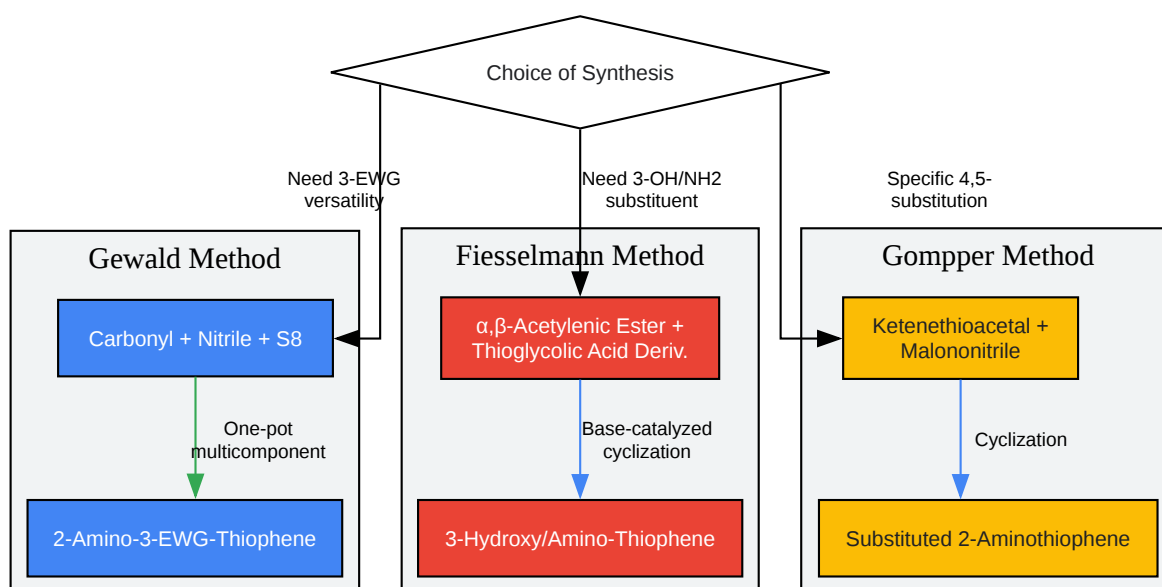 Choice of Synthesis
Need 3-EWG
versatility
Need 3-OH/NH2
substituent
Specific 4,5-
substitution
Gewald Method
Carbonyl + Nitrile + S8
One-pot
multicomponent
2-Amino-3-EWG-Thiophene
Fiesselmann Method
α,β-Acetylenic Ester +
Thioglycolic Acid Deriv.
Base-catalyzed
cyclization
3-Hydroxy/Amino-Thiophene
Gompper Method
Ketenethioacetal +
Malononitrile
Cyclization
Substituted 2-Aminothiophene